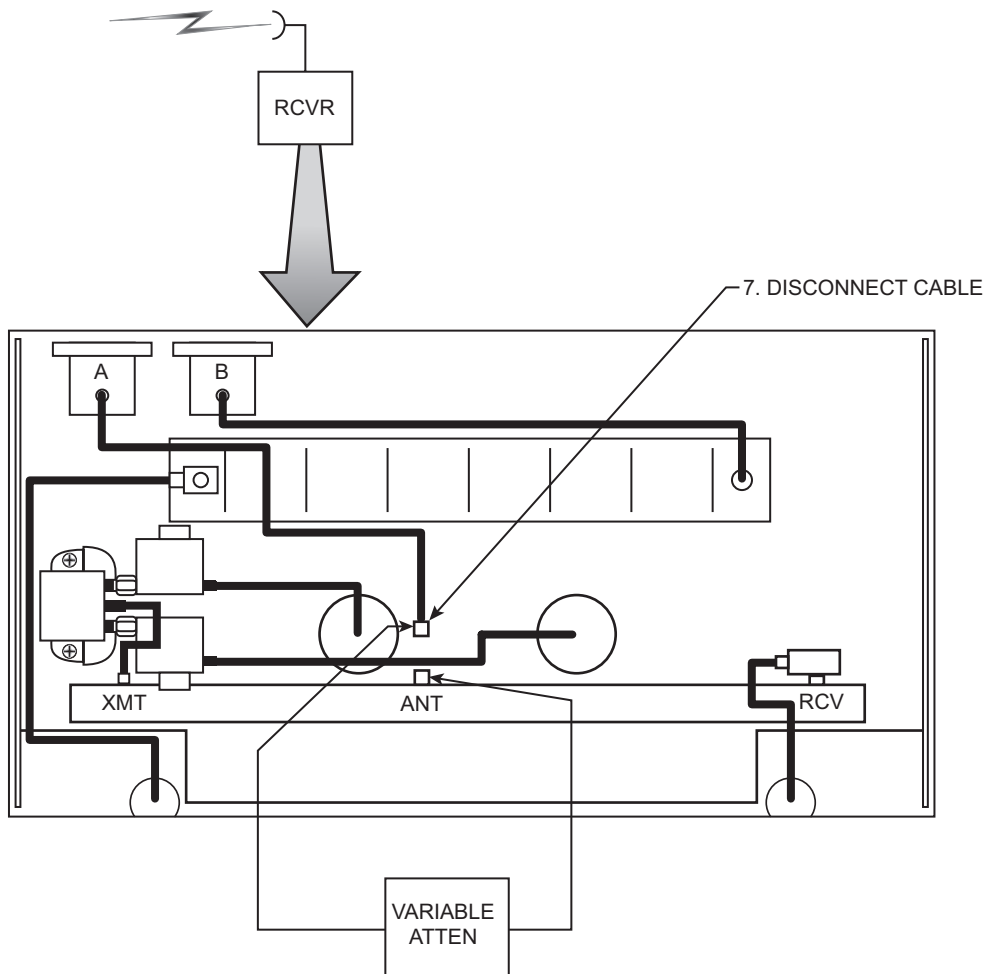 RCVR
7. DISCONNECT CABLE
A
B
XMT
ANT
RCV
VARIABLE
ATTEN